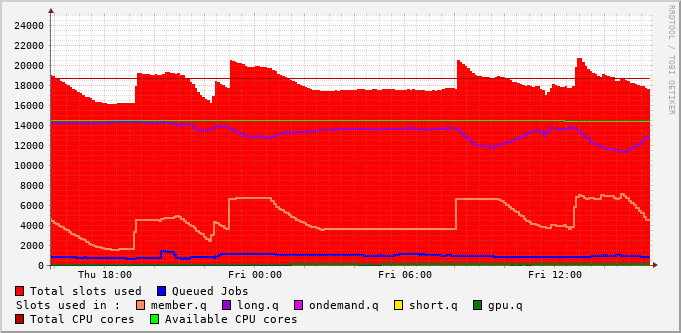 24000
22000
20000
18000
16000
14000
12000
10000
8000
6000
4000
2000
0
Thu 18:00 Fri 00:00 Fri 06:00 Fri 12:00
Total slots used Queued Jobs
Slots used in : member.q long.q ondemand.q short.q gpu.q
Total CPU cores Available CPU cores
RRDTOOL / TOBI OETIKER